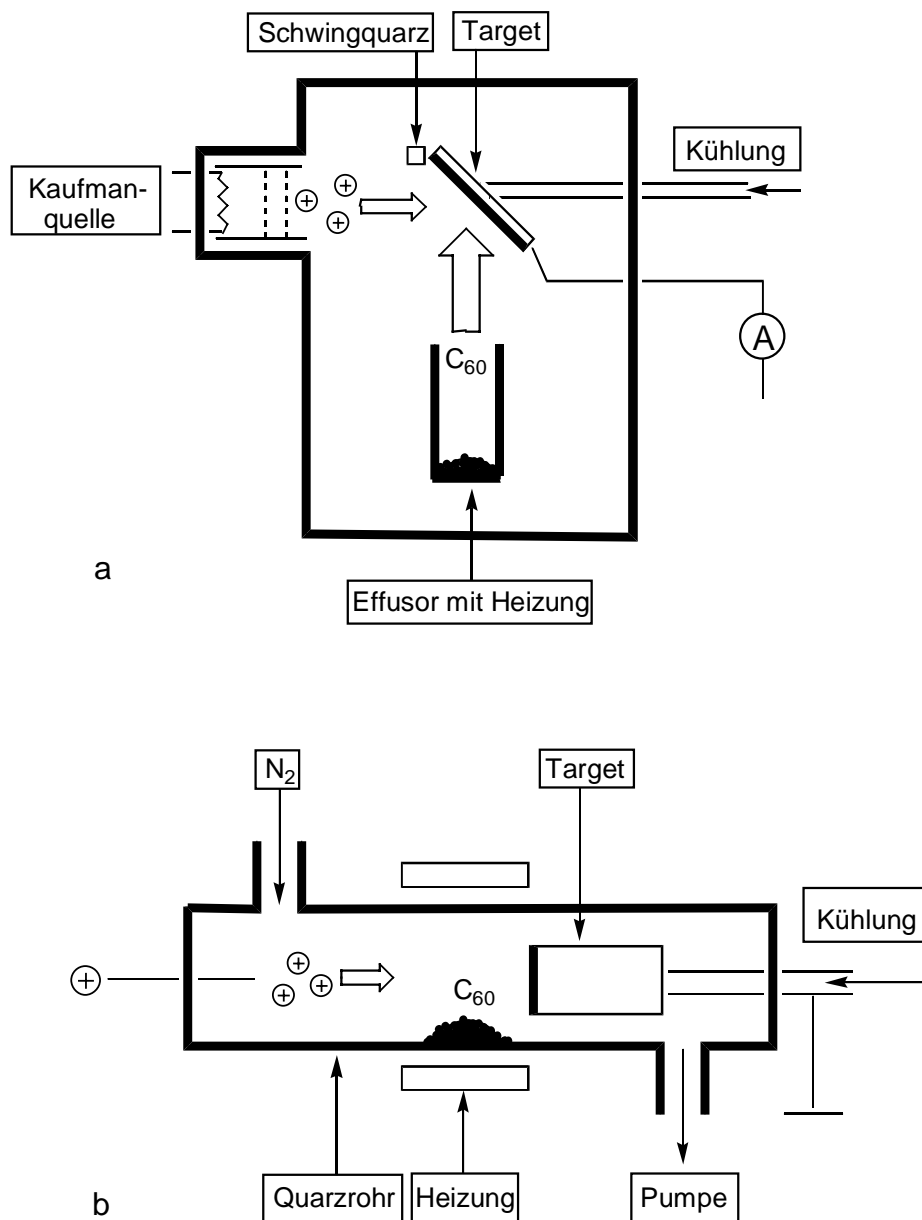 Schwingquarz
Target
Kühlung
Kaufman-
quelle
C₆₀
A
a
Effusor mit Heizung
N₂
Target
Kühlung
C₆₀
Quarzrohr
Heizung
Pumpe
b